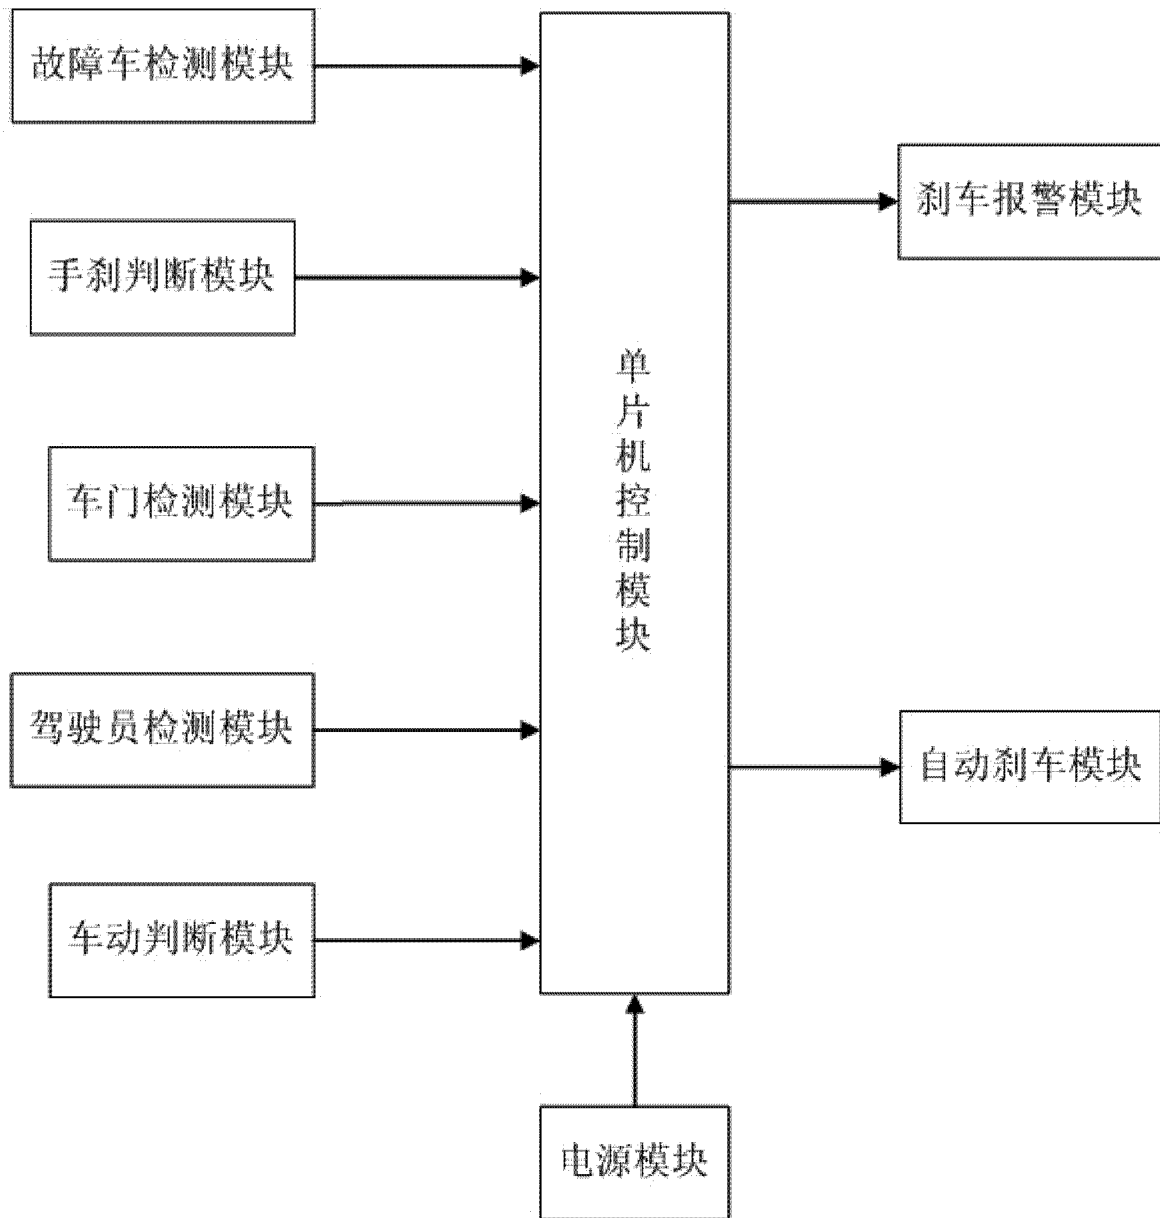 故障车检测模块
手刹判断模块
车门检测模块
驾驶员检测模块
车动判断模块
单片机控制模块
刹车报警模块
自动刹车模块
电源模块